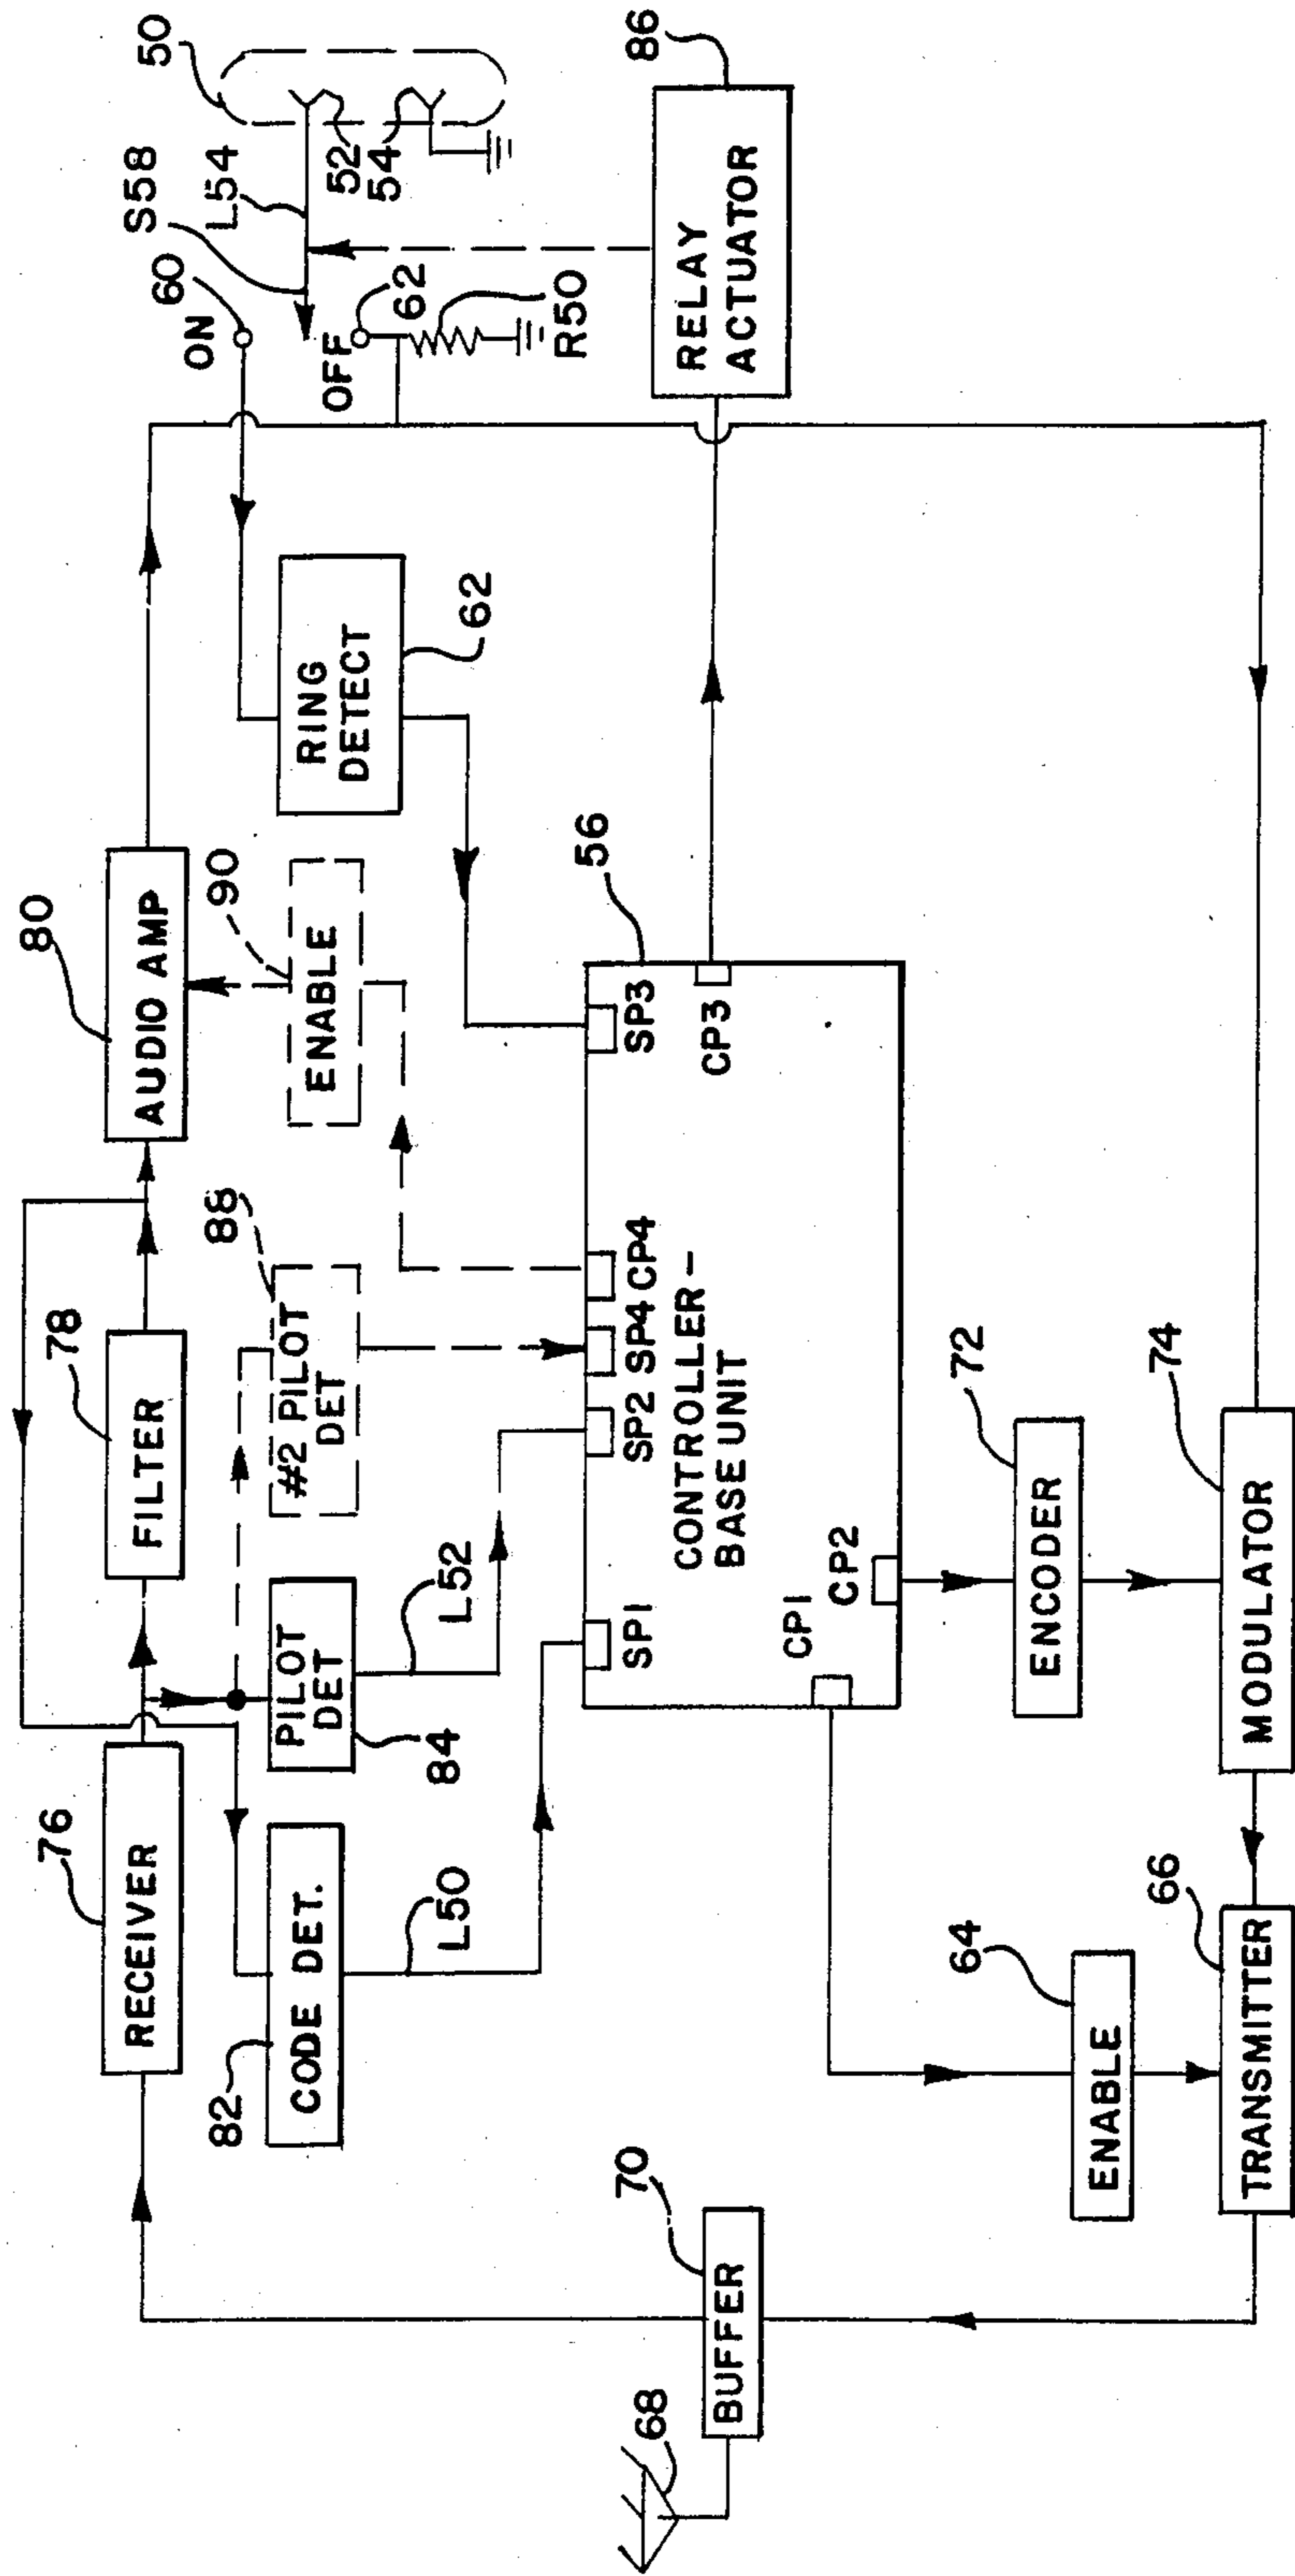 76
RECEIVER
78
FILTER
80
AUDIO AMP
50
S58
L54
52
54
60
ON
OFF
62
R50
82
CODE DET.
L50
PILOT
DET
84
L52
88
#2 PILOT
DET
90
ENABLE
RING
DETECT
62
86
RELAY
ACTUATOR
56
SP1
SP2
SP4
CP4
SP3
CP3
CONTROLLER –
BASE UNIT
CP1
CP2
68
70
BUFFER
64
ENABLE
66
TRANSMITTER
72
ENCODER
74
MODULATOR